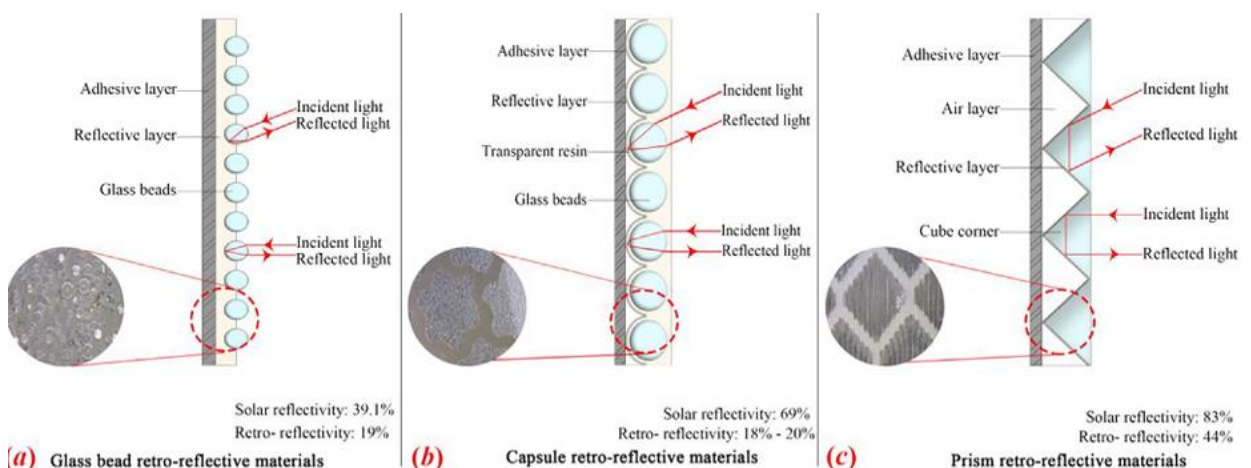 Adhesive layer
Reflective layer
Glass beads
Incident light
Reflected light
Incident light
Reflected light
Solar reflectivity: 39.1%
Retro- reflectivity: 19%
(a) Glass bead retro-reflective materials
Adhesive layer
Reflective layer
Transparent resin
Glass beads
Incident light
Reflected light
Incident light
Reflected light
Solar reflectivity: 69%
Retro- reflectivity: 18% - 20%
(b) Capsule retro-reflective materials
Adhesive layer
Air layer
Reflective layer
Cube corner
Incident light
Reflected light
Incident light
Reflected light
Solar reflectivity: 83%
Retro- reflectivity: 44%
(c) Prism retro-reflective materials